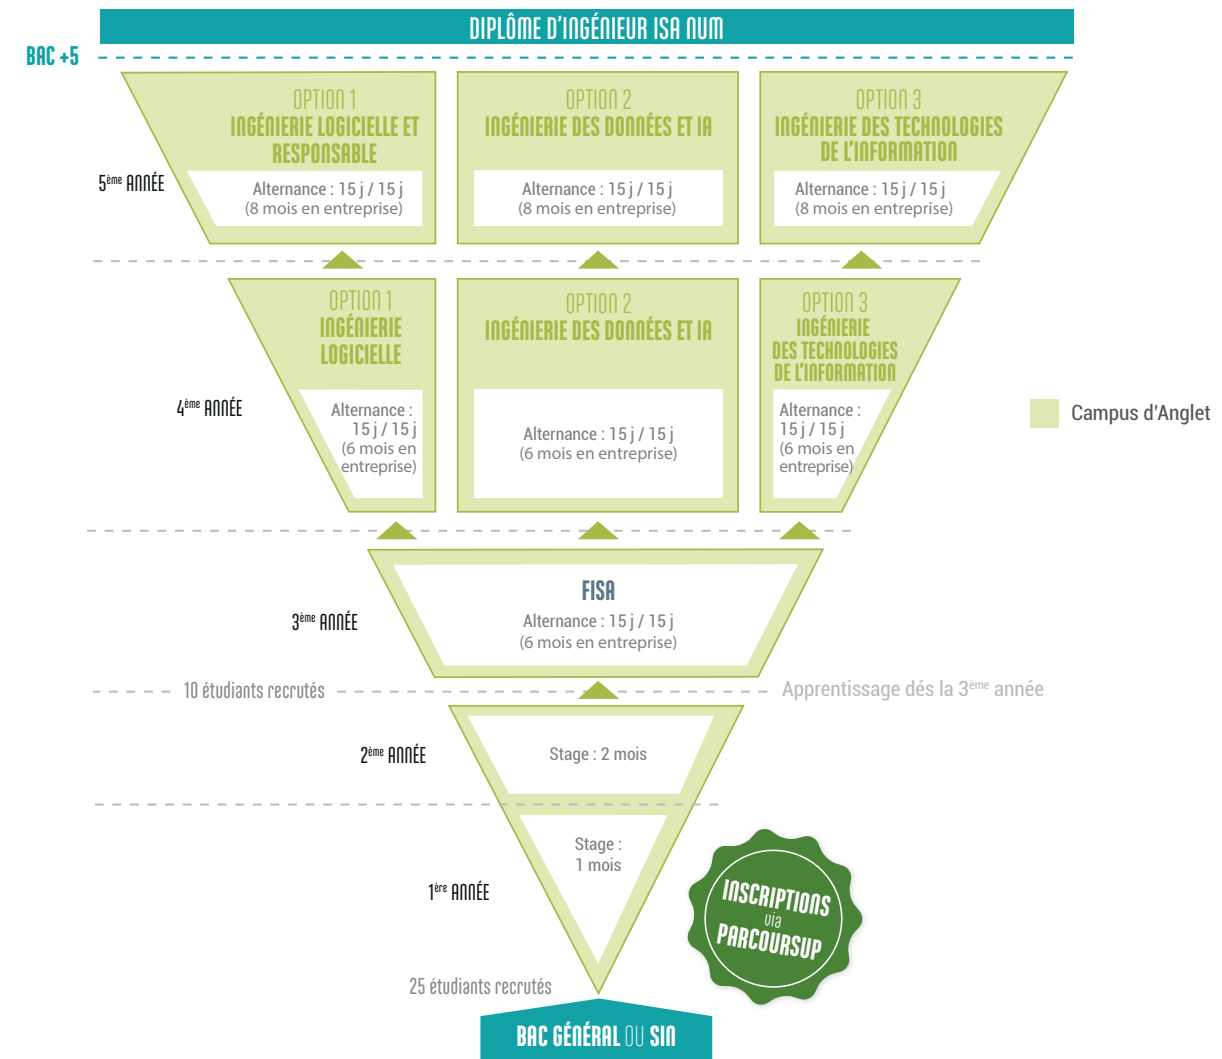 DIPLÔME D'INGÉNIEUR ISA NUM
BAC +5
OPTION 1
INGÉNIERIE LOGICIELLE ET
RESPONSABLE
Alternance : 15 j / 15 j
(8 mois en entreprise)
OPTION 2
INGÉNIERIE DES DONNÉES ET IA
Alternance : 15 j / 15 j
(8 mois en entreprise)
OPTION 3
INGÉNIERIE DES TECHNOLOGIES
DE L'INFORMATION
Alternance : 15 j / 15 j
(8 mois en entreprise)
5ème ANNÉE
OPTION 1
INGÉNIERIE
LOGICIELLE
Alternance :
15 j / 15 j
(6 mois en
entreprise)
OPTION 2
INGÉNIERIE DES DONNÉES ET IA
Alternance : 15 j / 15 j
(6 mois en entreprise)
OPTION 3
INGÉNIERIE
DES TECHNOLOGIES
DE L'INFORMATION
Alternance :
15 j / 15 j
(6 mois en
entreprise)
4ème ANNÉE
Campus d'Anglet
FISA
Alternance : 15 j / 15 j
(6 mois en entreprise)
3ème ANNÉE
10 étudiants recrutés
Apprentissage dés la 3ème année
2ème ANNÉE
Stage : 2 mois
Stage :
1 mois
1ère ANNÉE
INSCRIPTIONS
via
PARCOURSUP
25 étudiants recrutés
BAC GÉNÉRAL OU SIN